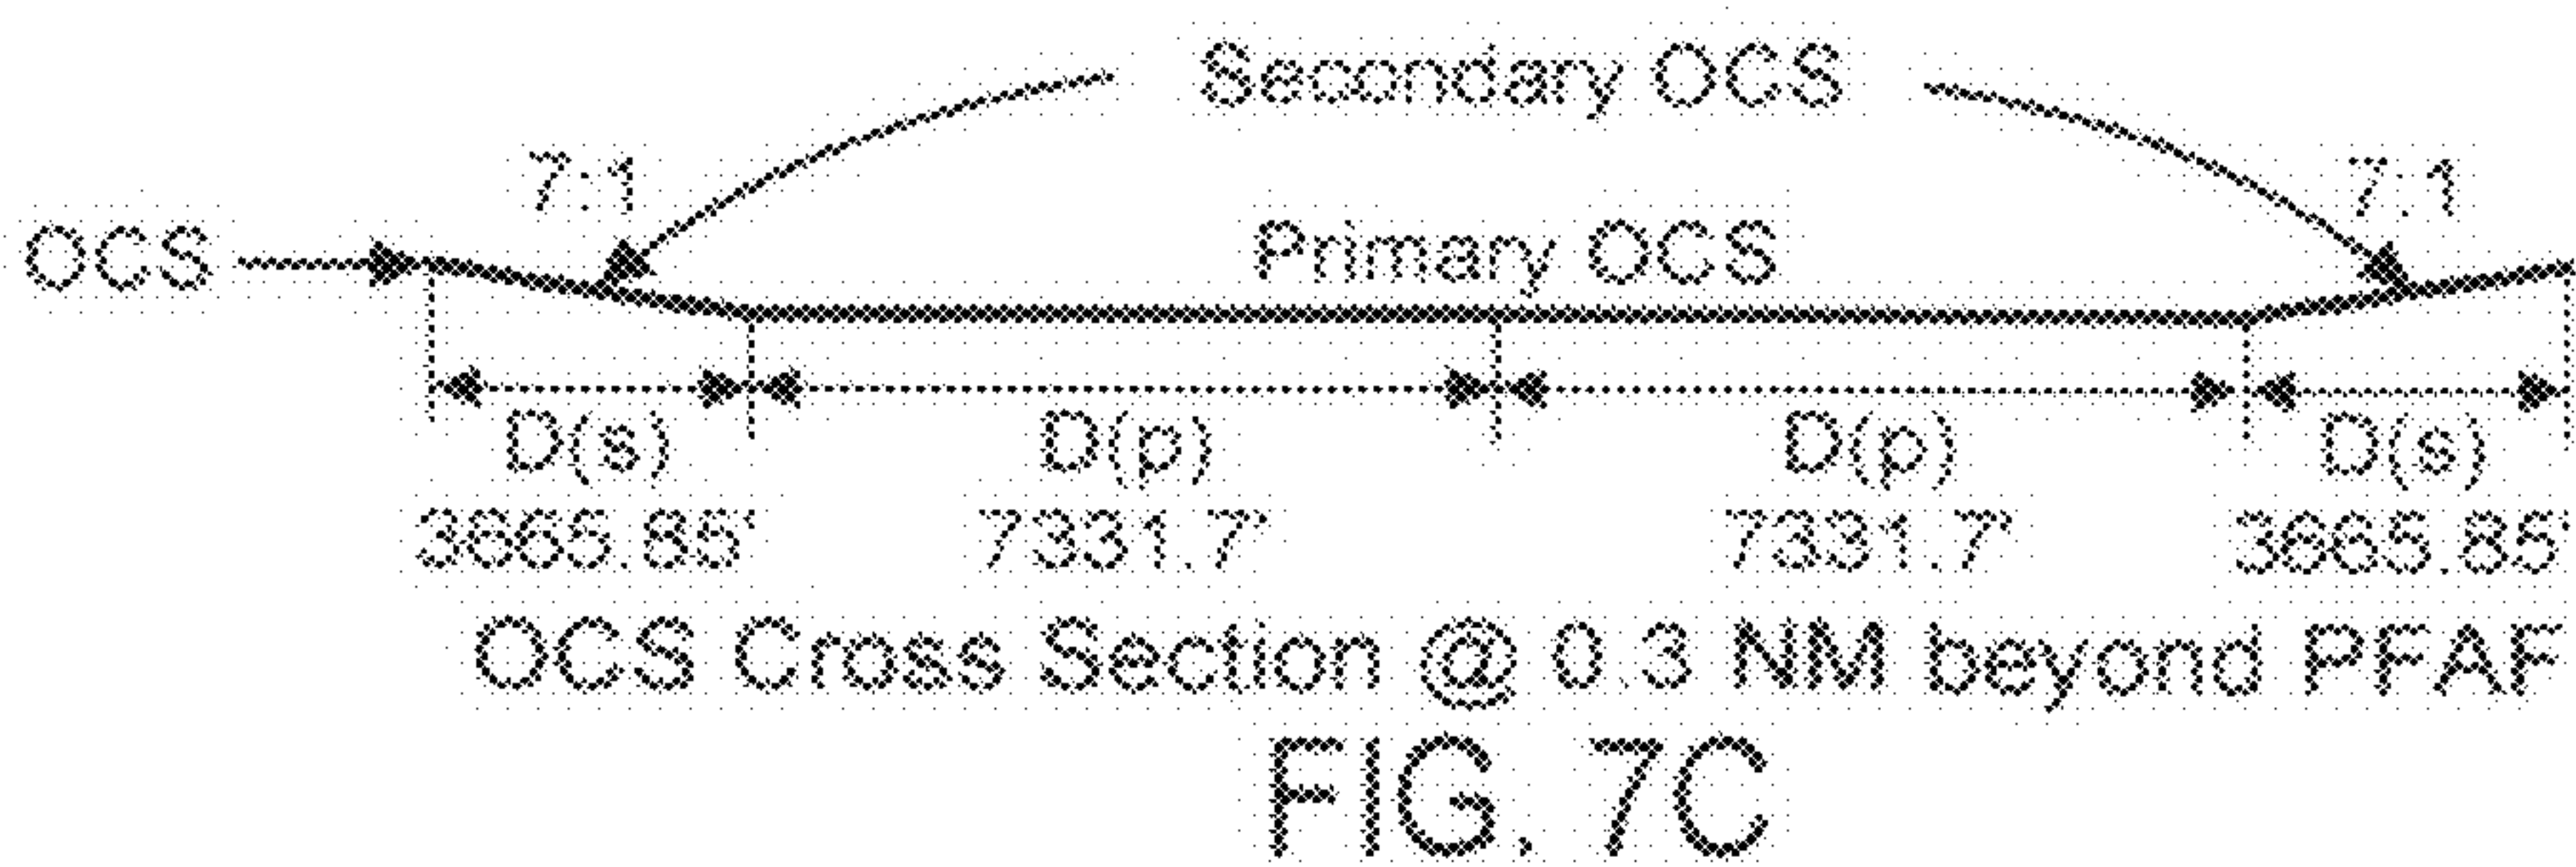 Secondary OCS
7:1
7:1
OCS
Primary OCS
D(s)
D(p)
D(p)
D(s)
3665.85'
7331.7'
7331.7'
3665.85'
OCS Cross Section @ 0.3 NM beyond PFAF
FIG. 7C